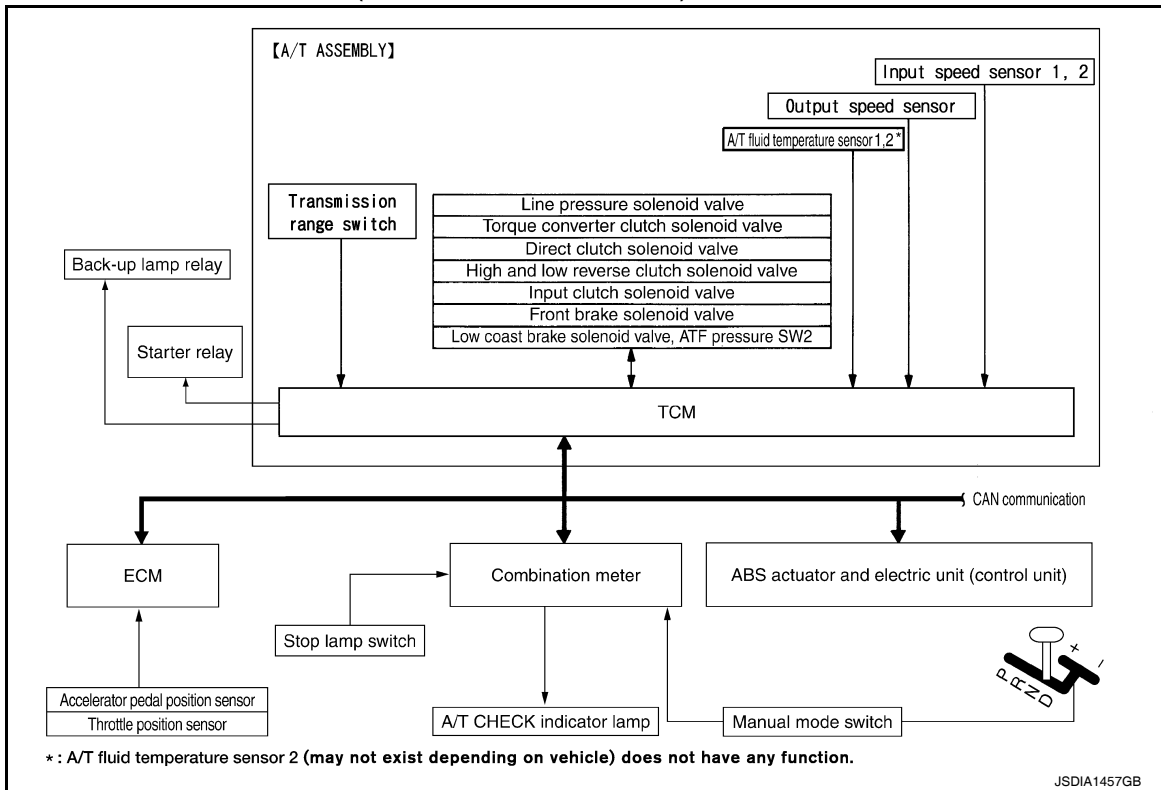 【A/T ASSEMBLY】
Input speed sensor 1, 2
Output speed sensor
A/T fluid temperature sensor 1,2*
Transmission
range switch
Line pressure solenoid valve
Torque converter clutch solenoid valve
Direct clutch solenoid valve
High and low reverse clutch solenoid valve
Input clutch solenoid valve
Front brake solenoid valve
Low coast brake solenoid valve, ATF pressure SW2
Back-up lamp relay
Starter relay
TCM
CAN communication
ECM
Combination meter
ABS actuator and electric unit (control unit)
Stop lamp switch
Accelerator pedal position sensor
Throttle position sensor
A/T CHECK indicator lamp
Manual mode switch
P R N D + −
* : A/T fluid temperature sensor 2 (may not exist depending on vehicle) does not have any function.
JSDIA1457GB